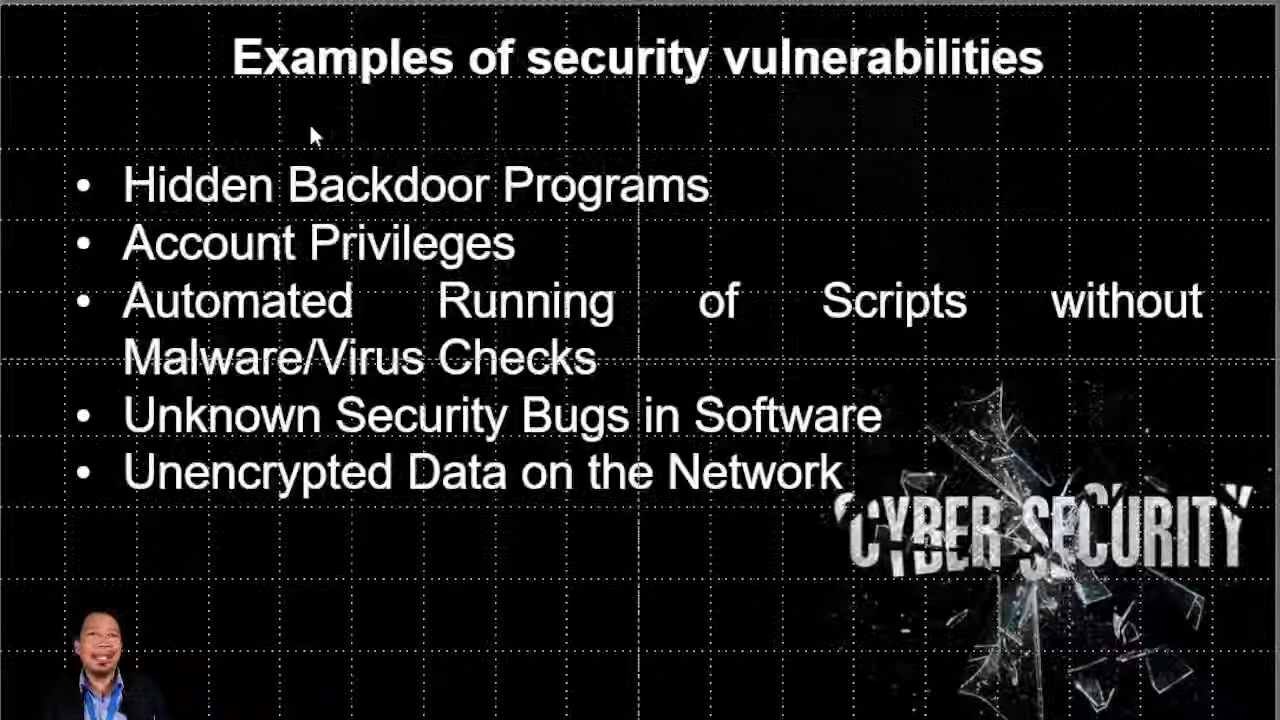 Examples of security vulnerabilities
• Hidden Backdoor Programs
• Account Privileges
• Automated Running of Scripts without
Malware/Virus Checks
• Unknown Security Bugs in Software
• Unencrypted Data on the Network
CYBER SECURITY